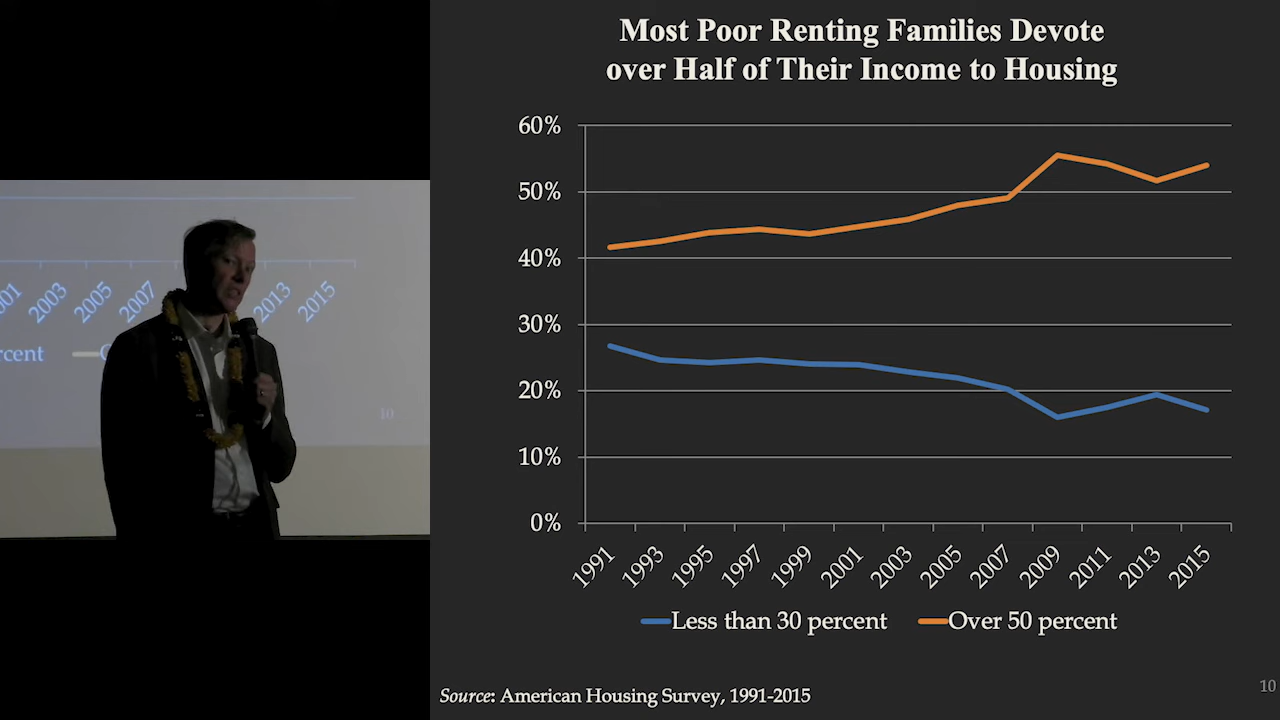 Most Poor Renting Families Devote
over Half of Their Income to Housing
60%
50%
40%
30%
20%
10%
0%
1991 1993 1995 1997 1999 2001 2003 2005 2007 2009 2011 2013 2015
Less than 30 percent Over 50 percent
Source: American Housing Survey, 1991-2015
10
2003 2005 2007 2013 2015
10